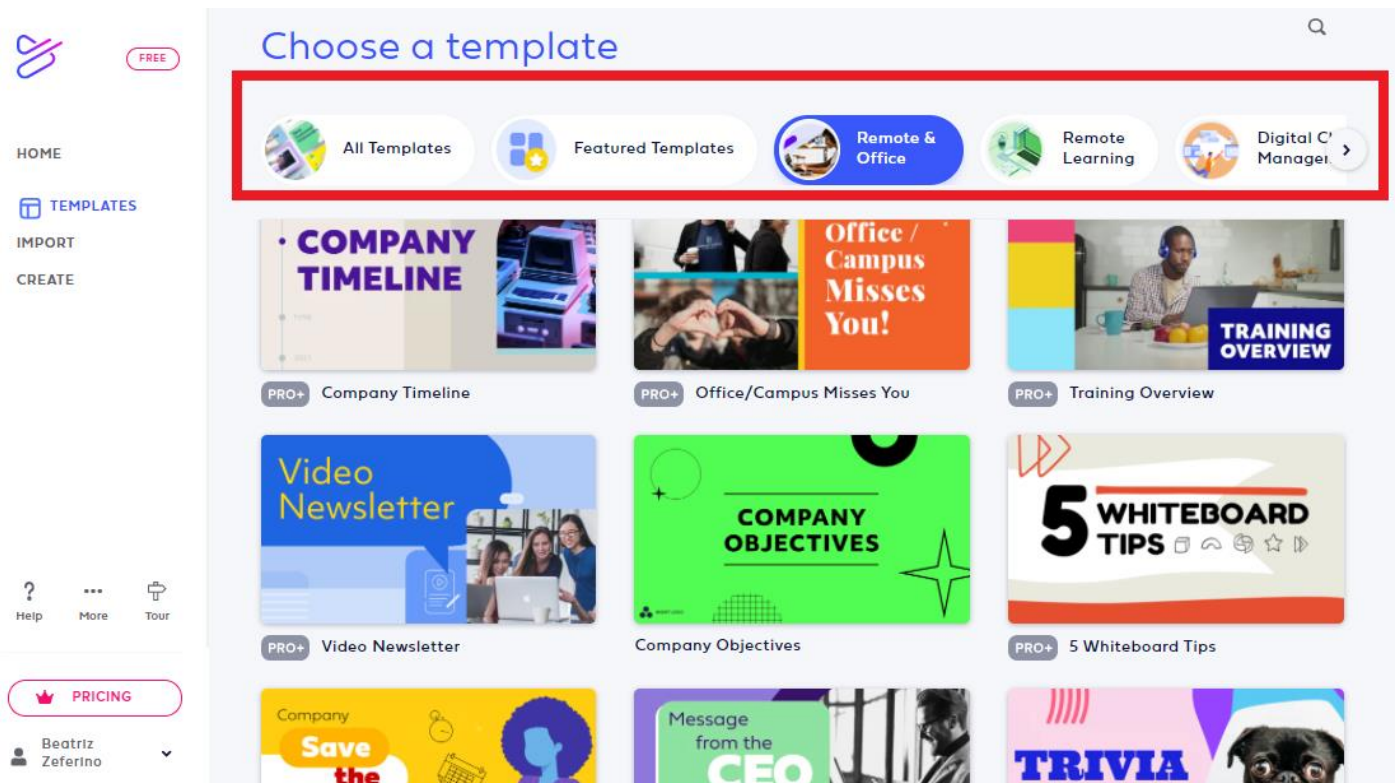 FREE
HOME
TEMPLATES
IMPORT
CREATE
?
Help
More
Tour
PRICING
Beatriz
Zeferino
Choose a template
All Templates
Featured Templates
Remote &
Office
Remote
Learning
Digital
COMPANY
TIMELINE
PRO+ Company Timeline
Office /
Campus
Misses
You!
PRO+ Office/Campus Misses You
TRAINING
OVERVIEW
PRO+ Training Overview
Video
Newsletter
PRO+ Video Newsletter
COMPANY
OBJECTIVES
Company Objectives
5 WHITEBOARD
TIPS
PRO+ 5 Whiteboard Tips
Company
Save
the
Message
from the
CEO
TRIVIA